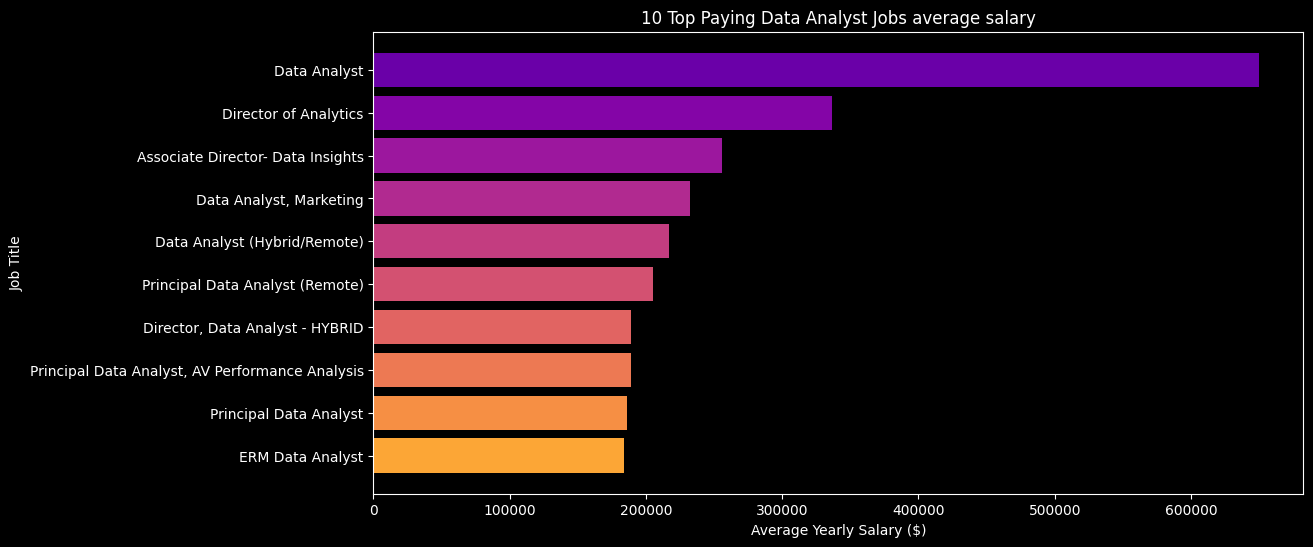 10 Top Paying Data Analyst Jobs average salary
Job Title
Data Analyst
Director of Analytics
Associate Director- Data Insights
Data Analyst, Marketing
Data Analyst (Hybrid/Remote)
Principal Data Analyst (Remote)
Director, Data Analyst - HYBRID
Principal Data Analyst, AV Performance Analysis
Principal Data Analyst
ERM Data Analyst
0 100000 200000 300000 400000 500000 600000
Average Yearly Salary ($)